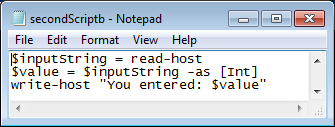 secondScriptb - Notepad
File Edit Format View Help
$inputString = read-host
$value = $inputString -as [Int]
write-host "You entered: $value"